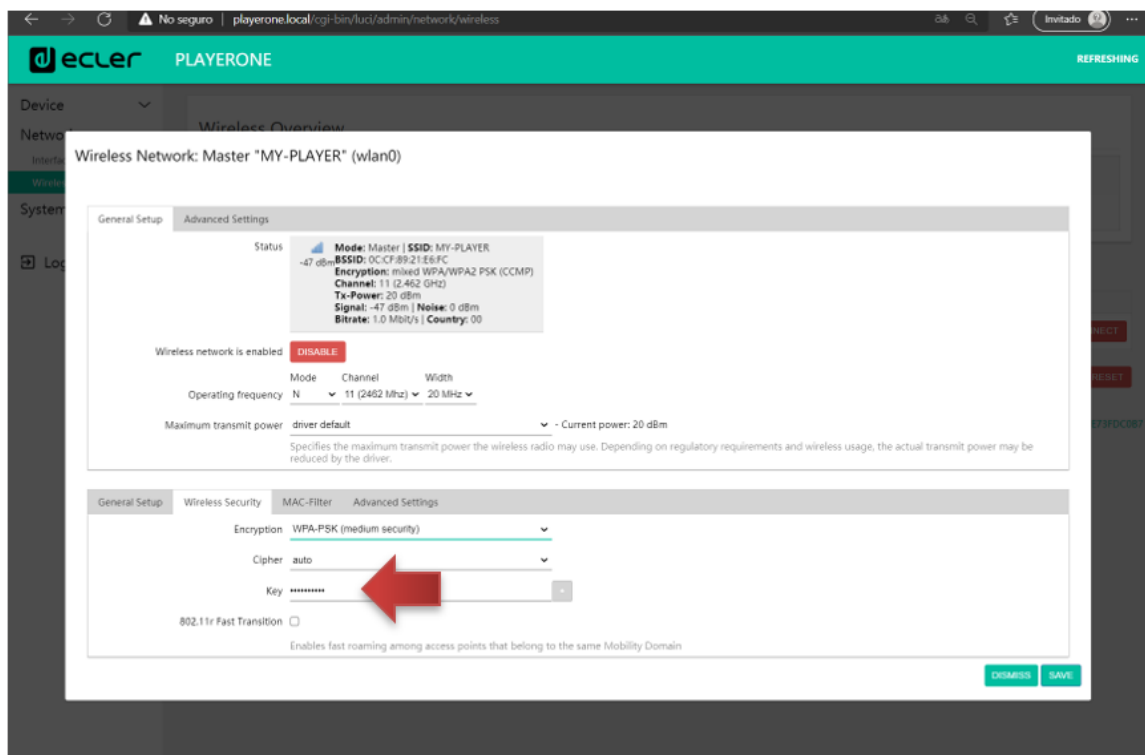 No seguro | playerone.local/cgi-bin/luci/admin/network/wireless
Invitado
ecler PLAYERONE REFRESHING
Device
Wireless Overview
Wireless Network: Master "MY-PLAYER" (wlan0)
General Setup Advanced Settings
Status
-47 dBm
Mode: Master | SSID: MY-PLAYER
BSSID: 0C:CF:89:21:E6:FC
Encryption: mixed WPA/WPA2 PSK (CCMP)
Channel: 11 (2.462 GHz)
Tx-Power: 20 dBm
Signal: -47 dBm | Noise: 0 dBm
Bitrate: 1.0 Mbit/s | Country: 00
Wireless network is enabled DISABLE
Mode Channel Width
Operating frequency N 11 (2462 Mhz) 20 MHz
Maximum transmit power driver default - Current power: 20 dBm
Specifies the maximum transmit power the wireless radio may use. Depending on regulatory requirements and wireless usage, the actual transmit power may be
reduced by the driver.
General Setup Wireless Security MAC-Filter Advanced Settings
Encryption WPA-PSK (medium security)
Cipher auto
Key ••••••••••
802.11r Fast Transition
Enables fast roaming among access points that belong to the same Mobility Domain
DISMISS SAVE
System
RESET